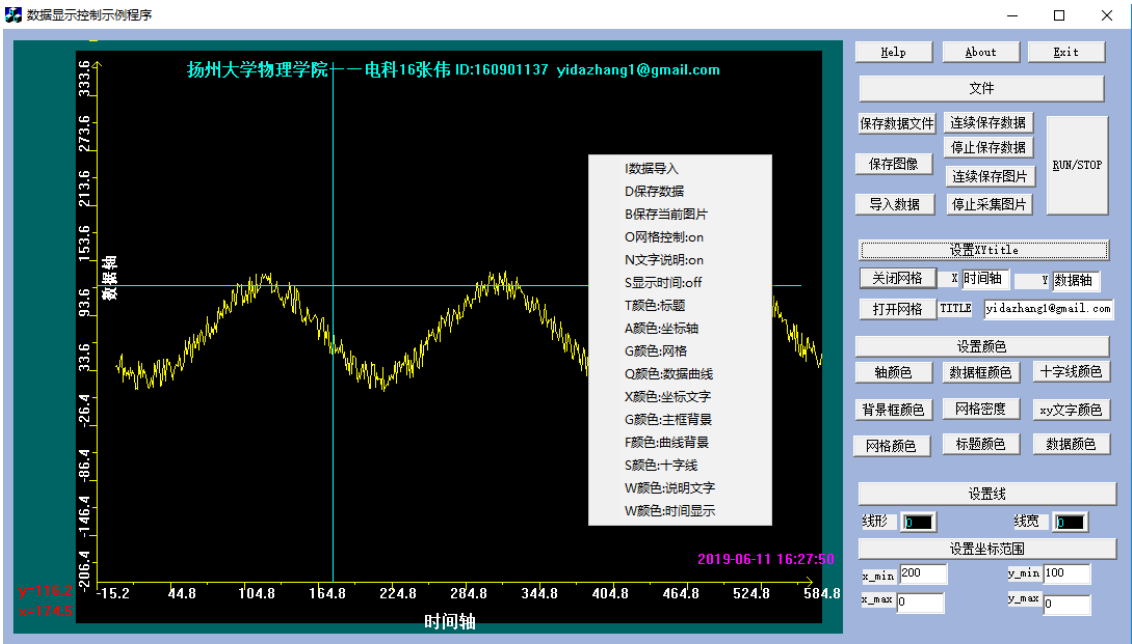 数据显示控制示例程序
扬州大学物理学院——电科16张伟 ID:160901137 yidazhang1@gmail.com
333.6
273.6
213.6
153.6
93.6
33.6
-26.4
-86.4
-146.4
-206.4
数据轴
I数据导入
D保存数据
B保存当前图片
O网格控制:on
N文字说明:on
S显示时间:off
T颜色:标题
A颜色:坐标轴
G颜色:网格
Q颜色:数据曲线
X颜色:坐标文字
G颜色:主框背景
F颜色:曲线背景
S颜色:十字线
W颜色:说明文字
W颜色:时间显示
2019-06-11 16:27:50
y=116.2
x=174.5
-15.2 44.8 104.8 164.8 224.8 284.8 344.8 404.8 464.8 524.8 584.8
时间轴
Help About Exit
文件
保存数据文件 连续保存数据
停止保存数据
保存图像 RUN/STOP
连续保存图片
导入数据 停止采集图片
设置XYtitle
关闭网格 X 时间轴 Y 数据轴
打开网格 TITLE yidazhang1@gmail.com
设置颜色
轴颜色 数据框颜色 十字线颜色
背景框颜色 网格密度 xy文字颜色
网格颜色 标题颜色 数据颜色
设置线
线形 0 线宽 0
设置坐标范围
x_min 200 y_min 100
x_max 0 y_max 0